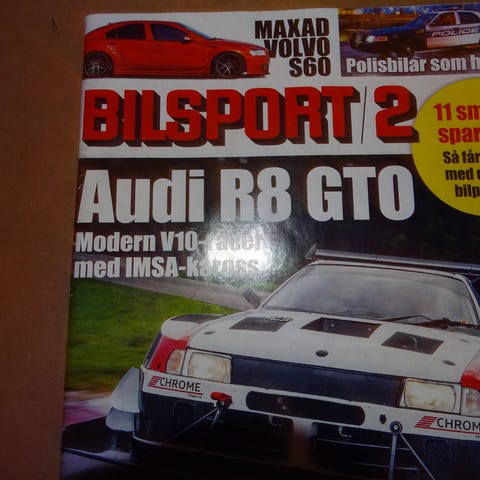 MAXAD
VOLVO
S60
POLICE
Polisbilar som h
BILSPORT/2
11 sm
spar
Så får
med
bilp
Audi R8 GTO
Modern V10-racer
med IMSA-kaross
CHROME
CHROM